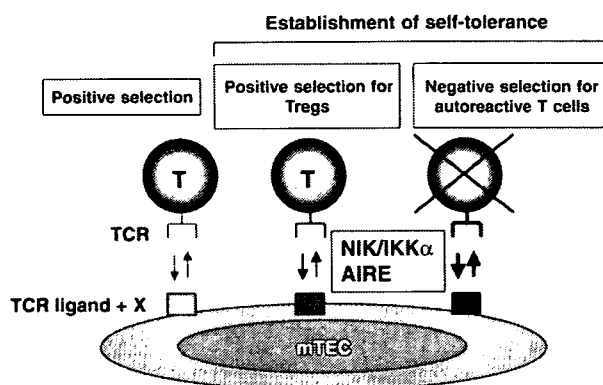 Establishment of self-tolerance
Positive selection
Positive selection for
Tregs
Negative selection for
autoreactive T cells
T
T
TCR
NIK/IKKα
AIRE
TCR ligand + X
mTEC